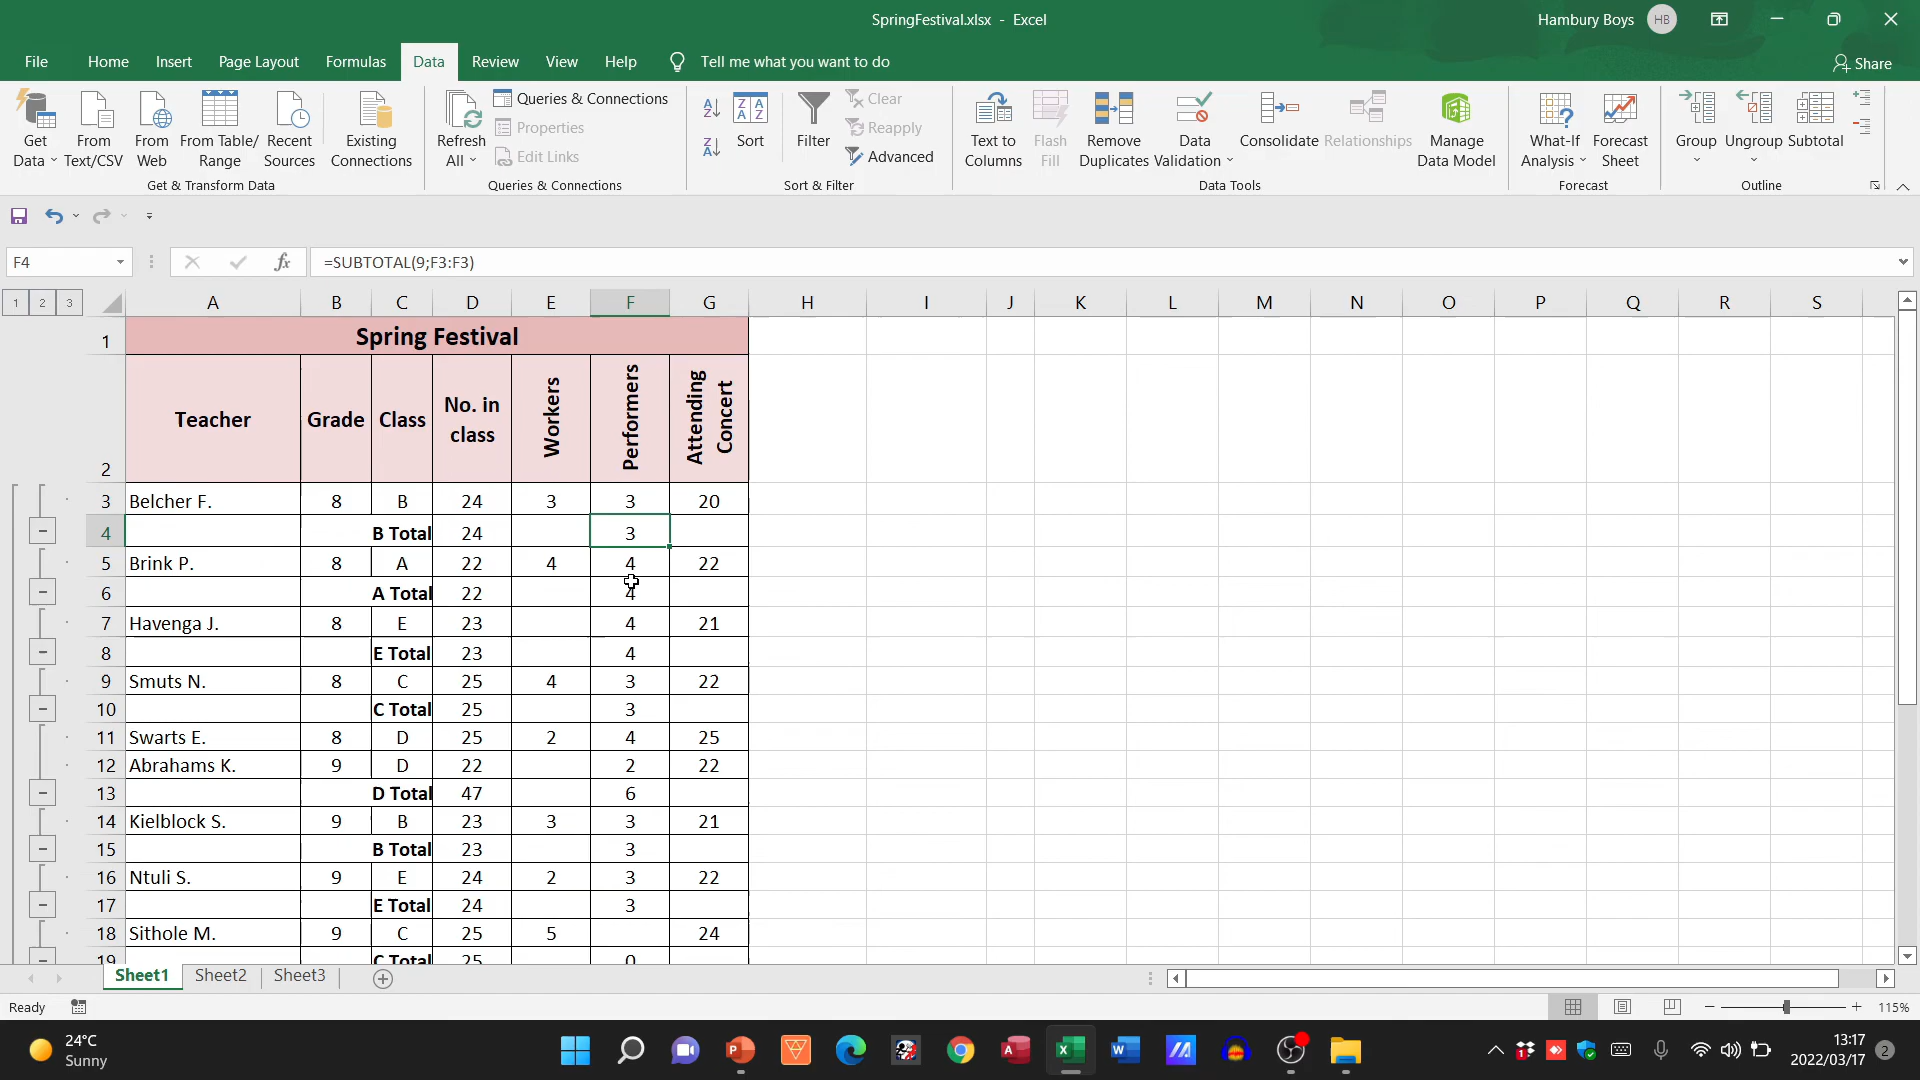 SpringFestival.xlsx - Excel
Hambury Boys HB
File Home Insert Page Layout Formulas Data Review View Help Tell me what you want to do Share
Get Data From Text/CSV From Web From Table/ Range Recent Sources Existing Connections
Get & Transform Data
Refresh All Queries & Connections Properties Edit Links
Queries & Connections
Sort Filter Clear Reapply Advanced
Sort & Filter
Text to Columns Flash Fill Remove Duplicates Data Validation Consolidate Relationships Manage Data Model
Data Tools
What-If Analysis Forecast Sheet
Forecast
Group Ungroup Subtotal
Outline
F4 fx =SUBTOTAL(9;F3:F3)
1 2 3 A B C D E F G H I J K L M N O P Q R S
1 Spring Festival
2 Teacher Grade Class No. in class Workers Performers Attending Concert
3 Belcher F. 8 B 24 3 3 20
4 B Total 24 3
5 Brink P. 8 A 22 4 4 22
6 A Total 22 4
7 Havenga J. 8 E 23 4 21
8 E Total 23 4
9 Smuts N. 8 C 25 4 3 22
10 C Total 25 3
11 Swarts E. 8 D 25 2 4 25
12 Abrahams K. 9 D 22 2 22
13 D Total 47 6
14 Kielblock S. 9 B 23 3 3 21
15 B Total 23 3
16 Ntuli S. 9 E 24 2 3 22
17 E Total 24 3
18 Sithole M. 9 C 25 5 24
19 C Total 25 0
Sheet1 Sheet2 Sheet3
Ready 115%
24°C
Sunny
13:17
2022/03/17 2